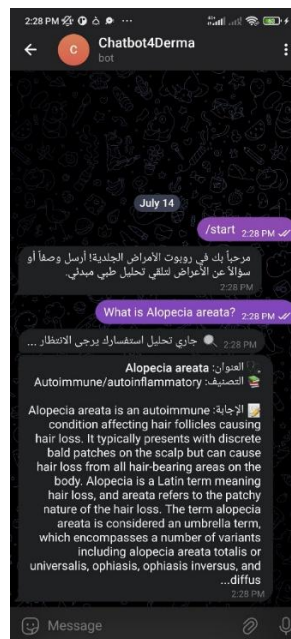 2:28 PM
Chatbot4Derma
bot
C
July 14
/start 2:28 PM
مرحباً بك في روبوت الأمراض الجلدية! أرسل وصفاً أو
سؤالاً عن الأعراض لتلقي تحليل طبي مبدئي.
2:28 PM
What is Alopecia areata? 2:28 PM
🔍 جاري تحليل استفسارك يرجى الانتظار ...
2:28 PM
العنوان: Alopecia areata
📚 التصنيف: Autoimmune/autoinflammatory
📝 الإجابة: Alopecia areata is an autoimmune
condition affecting hair follicles causing
hair loss. It typically presents with discrete
bald patches on the scalp but can cause
hair loss from all hair-bearing areas on the
body. Alopecia is a Latin term meaning
hair loss, and areata refers to the patchy
nature of the hair loss. The term alopecia
areata is considered an umbrella term,
which encompasses a number of variants
including alopecia areata totalis or
universalis, ophiasis, ophiasis inversus, and
...diffus
2:28 PM
Message